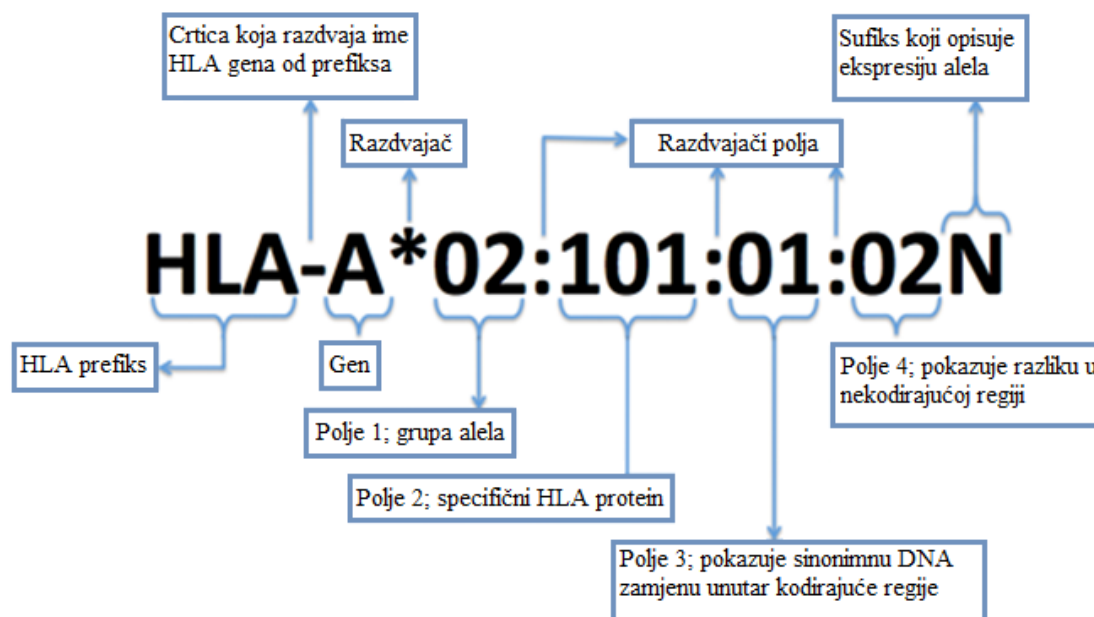 Crtica koja razdvaja ime
HLA gena od prefiksa
Sufiks koji opisuje
ekspresiju alela
Razdvajač
Razdvajači polja
HLA-A*02:101:01:02N
HLA prefiks
Gen
Polje 4; pokazuje razliku u
nekodirajućoj regiji
Polje 1; grupa alela
Polje 2; specifični HLA protein
Polje 3; pokazuje sinonimnu DNA
zamjenu unutar kodirajuće regije